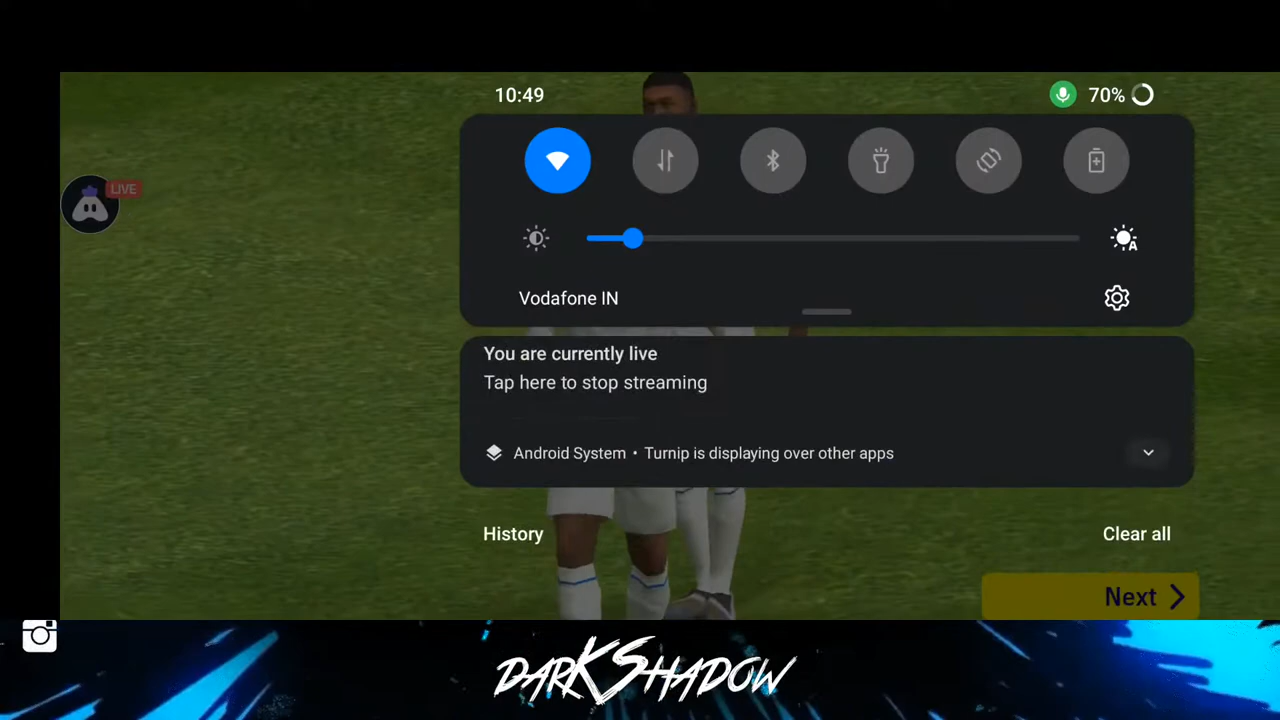 10:49
70%
LIVE
Vodafone IN
You are currently live
Tap here to stop streaming
Android System • Turnip is displaying over other apps
History
Clear all
Next
DARKSHADOW